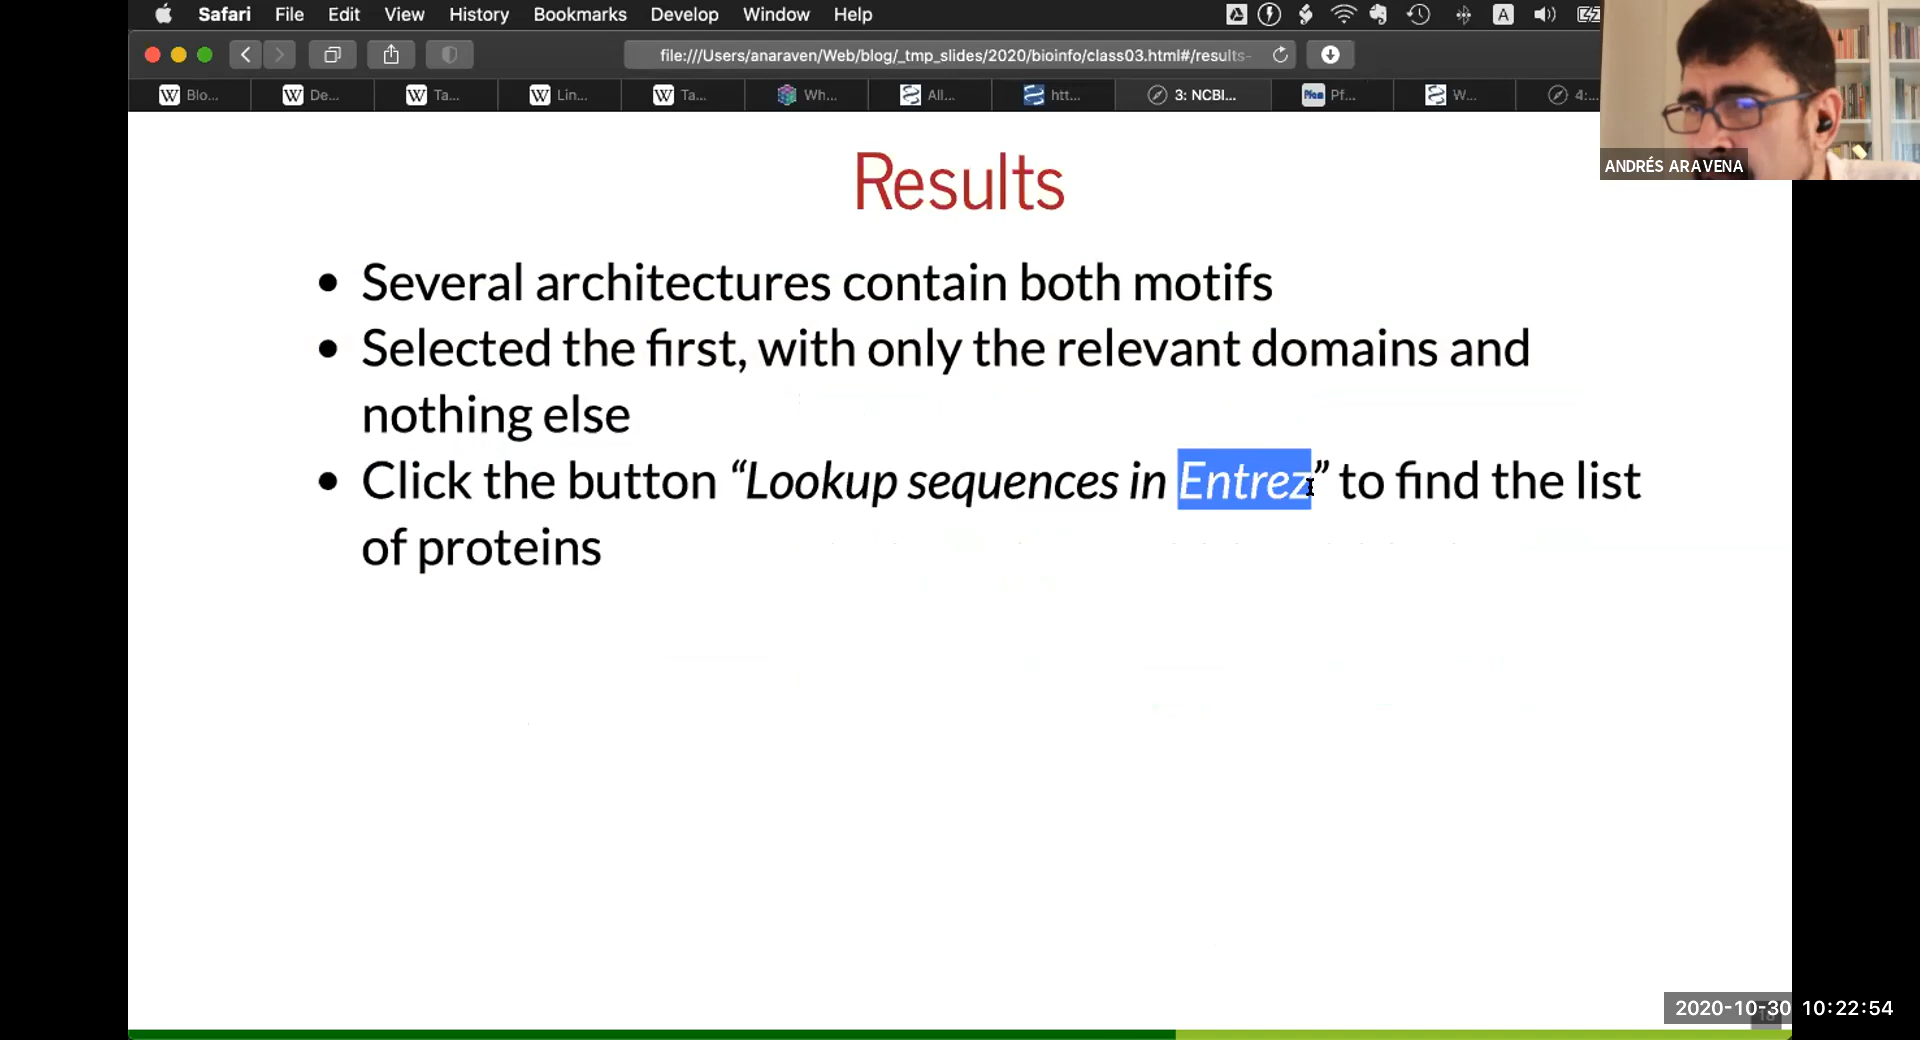 Safari File Edit View History Bookmarks Develop Window Help
A
file:///Users/anaraven/Web/blog/_tmp_slides/2020/bioinfo/class03.html#/results-
W Blo... W De... W Ta... W Lin... W Ta... Wh... All... htt... 3: NCBI... Pfam Pf... W... 4:...
ANDRÉS ARAVENA
Results
Several architectures contain both motifs
Selected the first, with only the relevant domains and
nothing else
Click the button “Lookup sequences in Entrez” to find the list
of proteins
2020-10-30 10:22:54